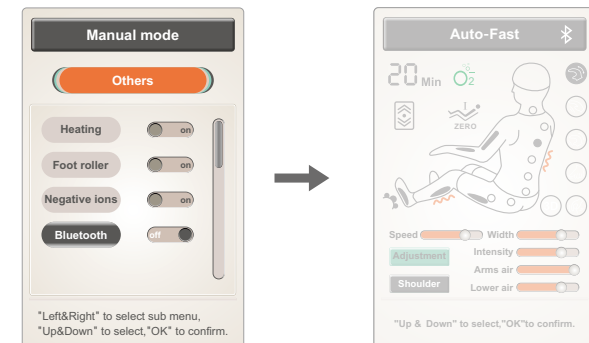 Manual mode
Others
Heating on
Foot roller on
Negative ions on
Bluetooth off
"Left&Right" to select sub menu,
"Up&Down" to select,"OK" to confirm.
Auto-Fast
20 Min O2
ZERO
Speed Width
Adjustment Intensity
Arms air
Shoulder Lower air
"Up & Down" to select,"OK"to confirm.